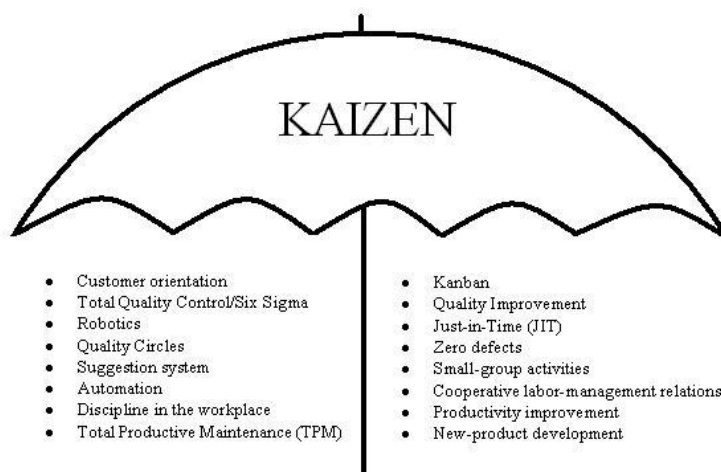 KAIZEN
Customer orientation
Total Quality Control/Six Sigma
Robotics
Quality Circles
Suggestion system
Automation
Discipline in the workplace
Total Productive Maintenance (TPM)
Kanban
Quality Improvement
Just-in-Time (JIT)
Zero defects
Small-group activities
Cooperative labor-management relations
Productivity improvement
New-product development